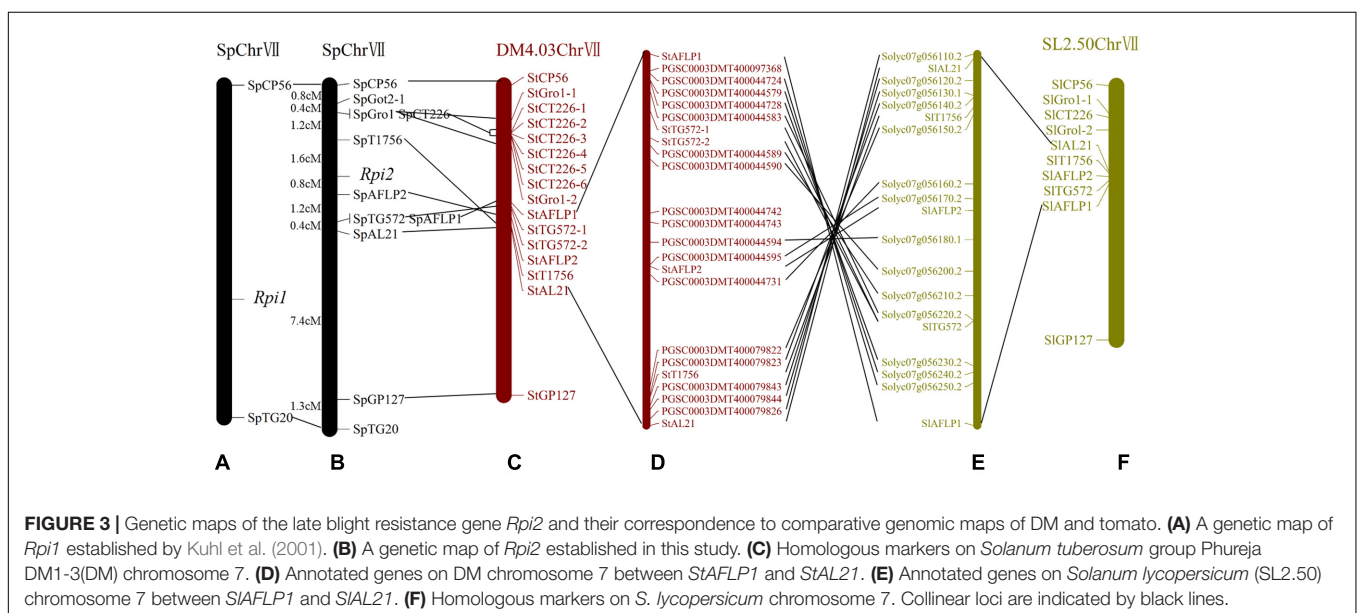 SpChrⅦ
SpCP56
Rpi1
SpTG20
A
SpChrⅦ
SpCP56
0.8cM
SpGot2-1
0.4cM
SpGro1 SpCT226
1.2cM
SpT1756
1.6cM
Rpi2
0.8cM
SpAFLP2
1.2cM
SpTG572 SpAFLP1
0.4cM
SpAL21
7.4cM
SpGP127
1.3cM
SpTG20
B
DM4.03ChrⅦ
StCP56
StGro1-1
StCT226-1
StCT226-2
StCT226-3
StCT226-4
StCT226-5
StCT226-6
StGro1-2
StAFLP1
StTG572-1
StTG572-2
StAFLP2
StT1756
StAL21
StGP127
C
StAFLP1
PGSC0003DMT400097368
PGSC0003DMT400044724
PGSC0003DMT400044579
PGSC0003DMT400044728
PGSC0003DMT400044583
StTG572-1
StTG572-2
PGSC0003DMT400044589
PGSC0003DMT400044590
PGSC0003DMT400044742
PGSC0003DMT400044743
PGSC0003DMT400044594
PGSC0003DMT400044595
StAFLP2
PGSC0003DMT400044731
PGSC0003DMT400079822
PGSC0003DMT400079823
StT1756
PGSC0003DMT400079843
PGSC0003DMT400079844
PGSC0003DMT400079826
StAL21
D
Solyc07g056110.2
SlAL21
Solyc07g056120.2
Solyc07g056130.1
Solyc07g056140.2
SlT1756
Solyc07g056150.2
Solyc07g056160.2
Solyc07g056170.2
SlAFLP2
Solyc07g056180.1
Solyc07g056200.2
Solyc07g056210.2
Solyc07g056220.2
SlTG572
Solyc07g056230.2
Solyc07g056240.2
Solyc07g056250.2
SlAFLP1
E
SL2.50ChrⅦ
SlCP56
SlGro1-1
SlCT226
SlGrol-2
SlAL21
SlT1756
SlAFLP2
SlTG572
SlAFLP1
SlGP127
F
FIGURE 3 | Genetic maps of the late blight resistance gene Rpi2 and their correspondence to comparative genomic maps of DM and tomato. (A) A genetic map of
Rpi1 established by Kuhl et al. (2001). (B) A genetic map of Rpi2 established in this study. (C) Homologous markers on Solanum tuberosum group Phureja
DM1-3(DM) chromosome 7. (D) Annotated genes on DM chromosome 7 between StAFLP1 and StAL21. (E) Annotated genes on Solanum lycopersicum (SL2.50)
chromosome 7 between SlAFLP1 and SlAL21. (F) Homologous markers on S. lycopersicum chromosome 7. Collinear loci are indicated by black lines.